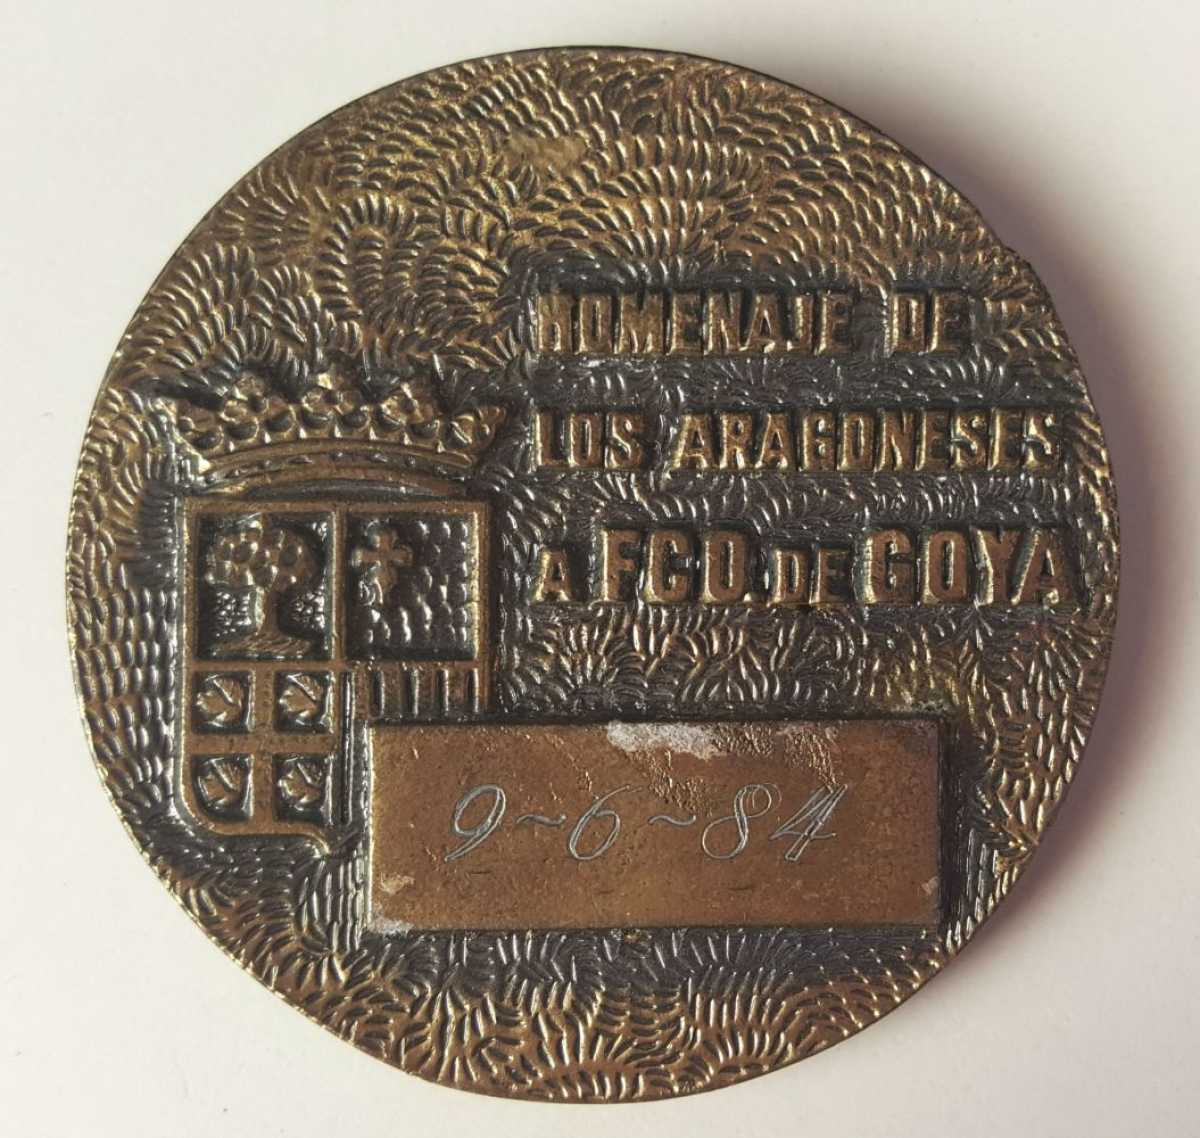 HOMENAJE DE
LOS ARAGONESES
A FCO. DE GOYA
9~6~84